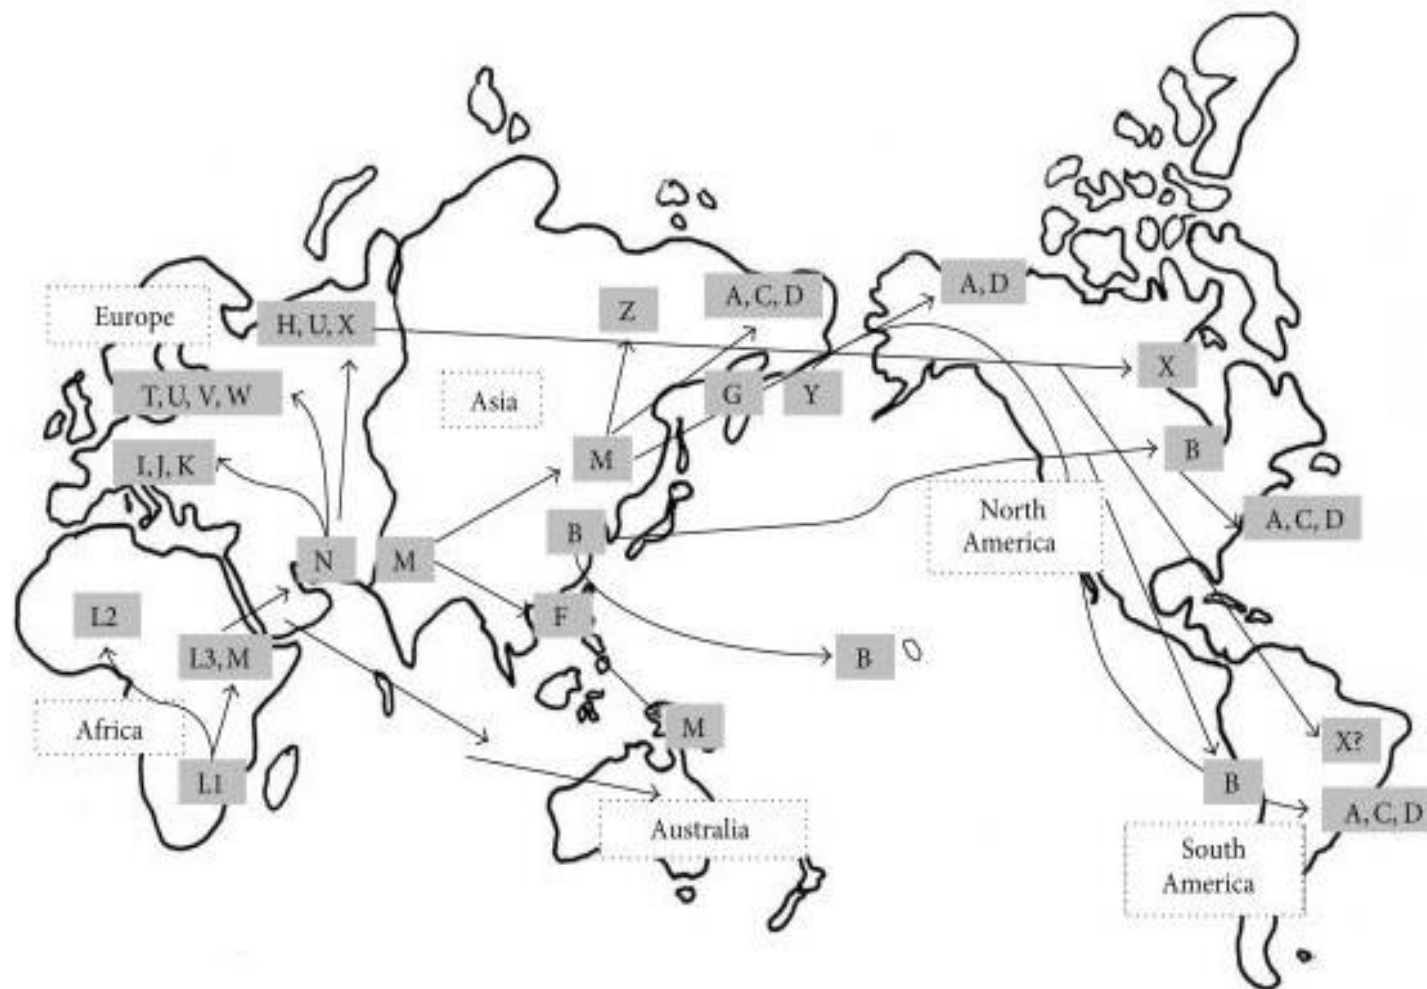 A, D
A, C, D
Z
Europe
H, U, X
X
T, U, V, W
Asia
G
Y
B
I, J, K
M
A, C, D
North
America
B
N
M
F
L2
L3, M
B
Africa
M
X?
L1
B
A, C, D
Australia
South
America